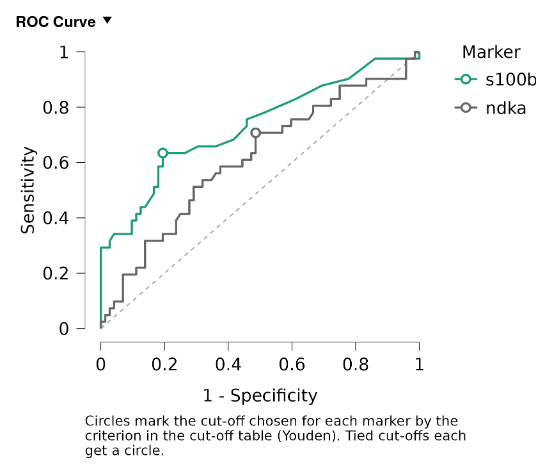 ROC Curve ▼
Marker
s100b
ndka
Sensitivity
1
0.8
0.6
0.4
0.2
0
0 0.2 0.4 0.6 0.8 1
1 - Specificity
Circles mark the cut-off chosen for each marker by the
criterion in the cut-off table (Youden). Tied cut-offs each
get a circle.